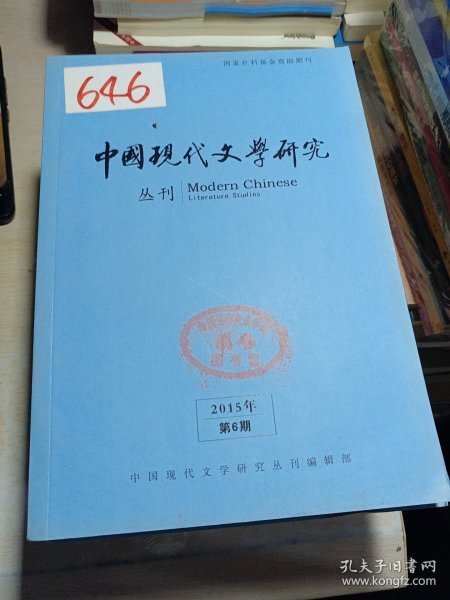 国家社科基金资助期刊
646
中國現代文學研究
丛刊
Modern Chinese
Literature Studies
2015年
第6期
中国现代文学研究丛刊编辑部
孔夫子旧书网
www.kongfz.com